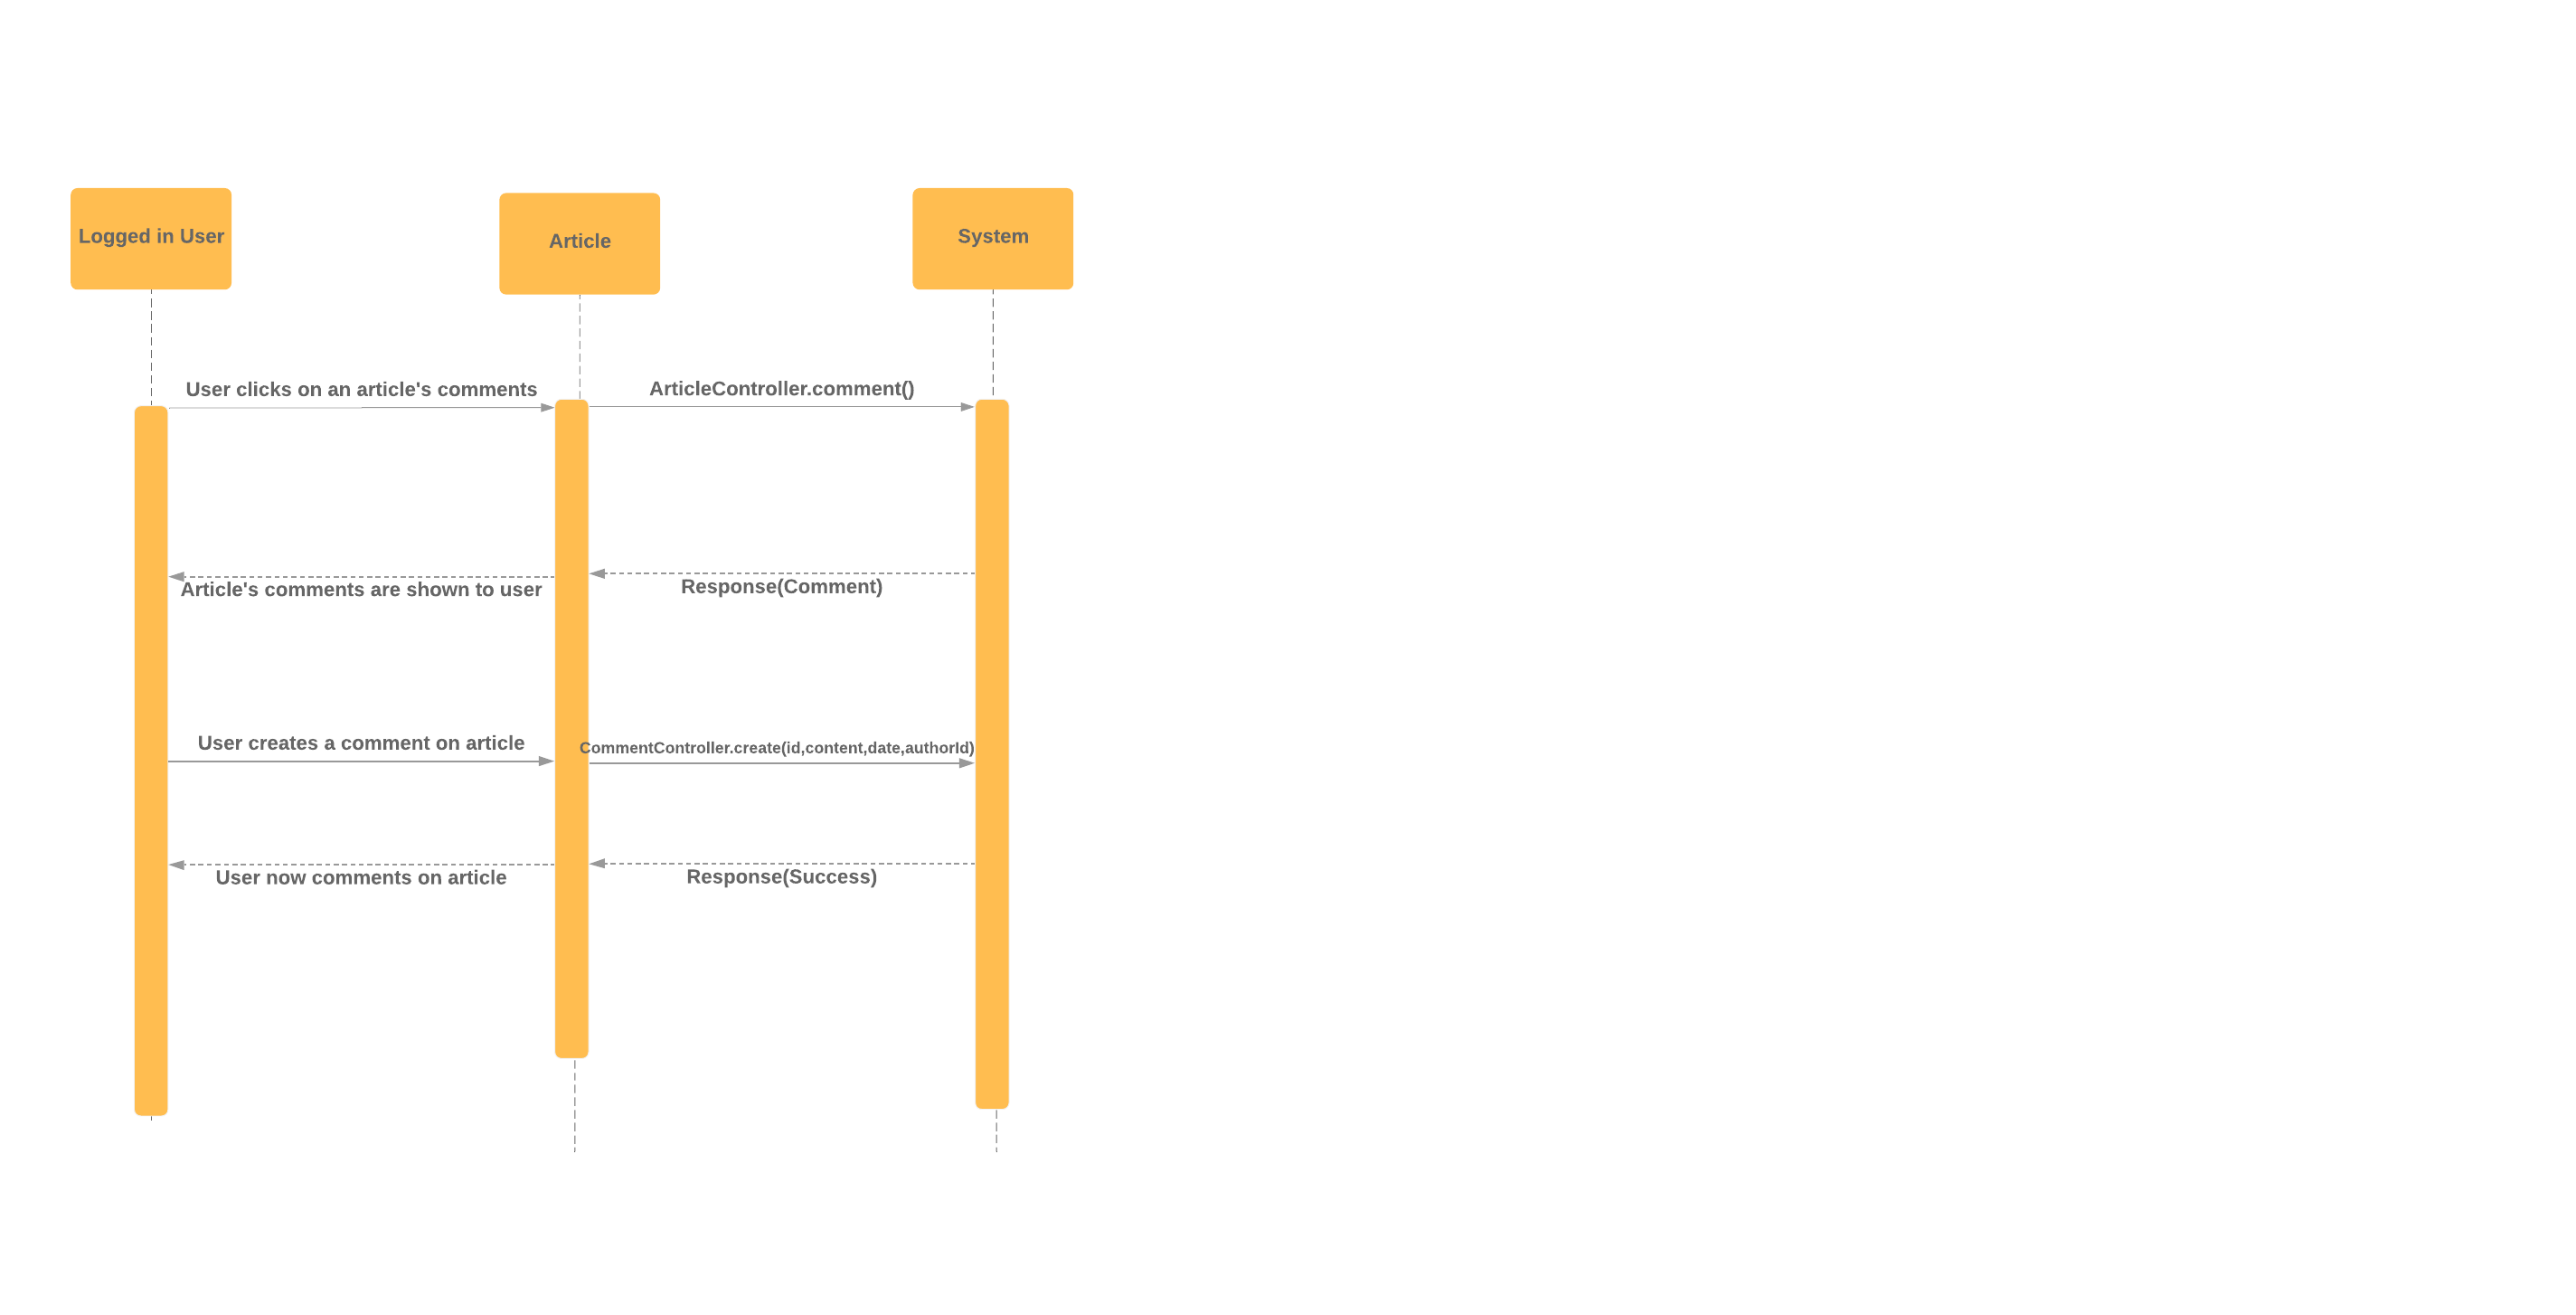 Logged in User
Article
System
User clicks on an article's comments
ArticleController.comment()
Article's comments are shown to user
Response(Comment)
User creates a comment on article
CommentController.create(id,content,date,authorId)
User now comments on article
Response(Success)